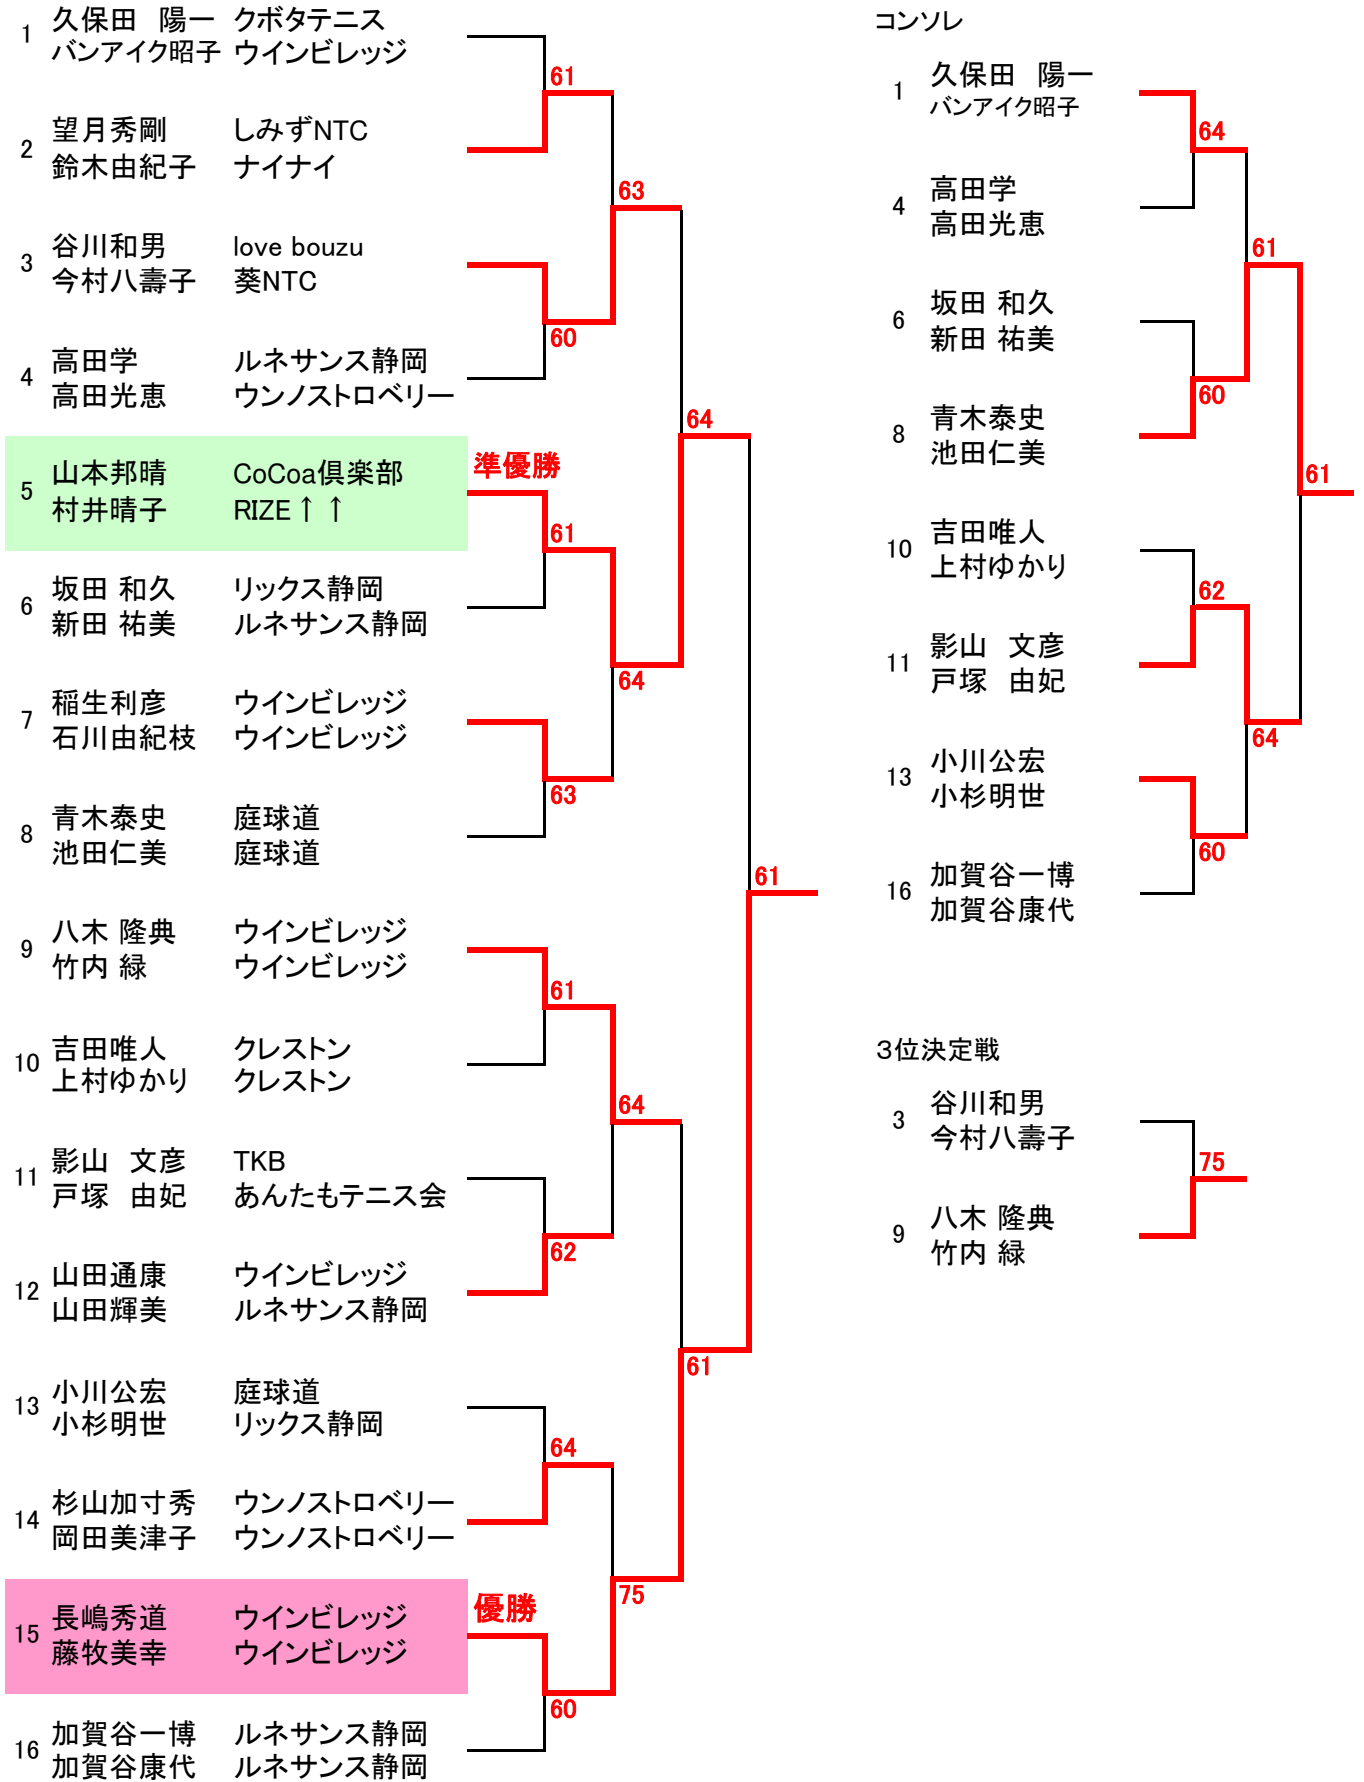 1 久保田　陽一 クボタテニス
バンアイク昭子 ウインビレッジ
61
2 望月秀剛 しみずNTC
鈴木由紀子 ナイナイ
63
3 谷川和男 love bouzu
今村八壽子 葵NTC
60
4 高田学 ルネサンス静岡
高田光恵 ウンノストロベリー
64
5 山本邦晴 CoCoa倶楽部 準優勝
村井晴子 RIZE↑↑
61
6 坂田 和久 リックス静岡
新田 祐美 ルネサンス静岡
64
7 稲生利彦 ウインビレッジ
石川由紀枝 ウインビレッジ
63
8 青木泰史 庭球道
池田仁美 庭球道
61
9 八木 隆典 ウインビレッジ
竹内 緑 ウインビレッジ
61
10 吉田唯人 クレストン
上村ゆかり クレストン
64
11 影山　文彦 TKB
戸塚　由妃 あんたもテニス会
62
12 山田通康 ウインビレッジ
山田輝美 ルネサンス静岡
61
13 小川公宏 庭球道
小杉明世 リックス静岡
64
14 杉山加寸秀 ウンノストロベリー
岡田美津子 ウンノストロベリー
75
15 長嶋秀道 ウインビレッジ 優勝
藤牧美幸 ウインビレッジ
60
16 加賀谷一博 ルネサンス静岡
加賀谷康代 ルネサンス静岡
コンソレ
1 久保田　陽一
バンアイク昭子
64
4 高田学
高田光恵
61
6 坂田 和久
新田 祐美
60
8 青木泰史
池田仁美
61
10 吉田唯人
上村ゆかり
62
11 影山　文彦
戸塚　由妃
64
13 小川公宏
小杉明世
60
16 加賀谷一博
加賀谷康代
３位決定戦
3 谷川和男
今村八壽子
75
9 八木 隆典
竹内 緑